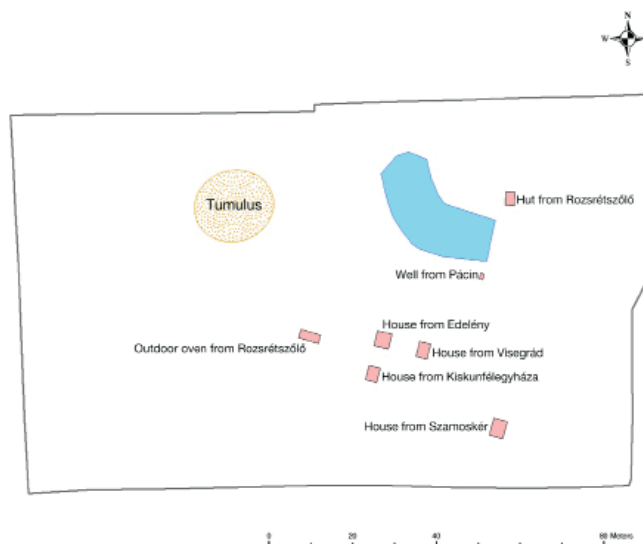 N
W
S
Tumulus
Hut from Rozsrétszőlő
Well from Pácin
House from Edelény
Outdoor oven from Rozsrétszőlő
House from Visegrád
House from Kiskunfélegyháza
House from Szamoskér
0 20 40 80 Meters